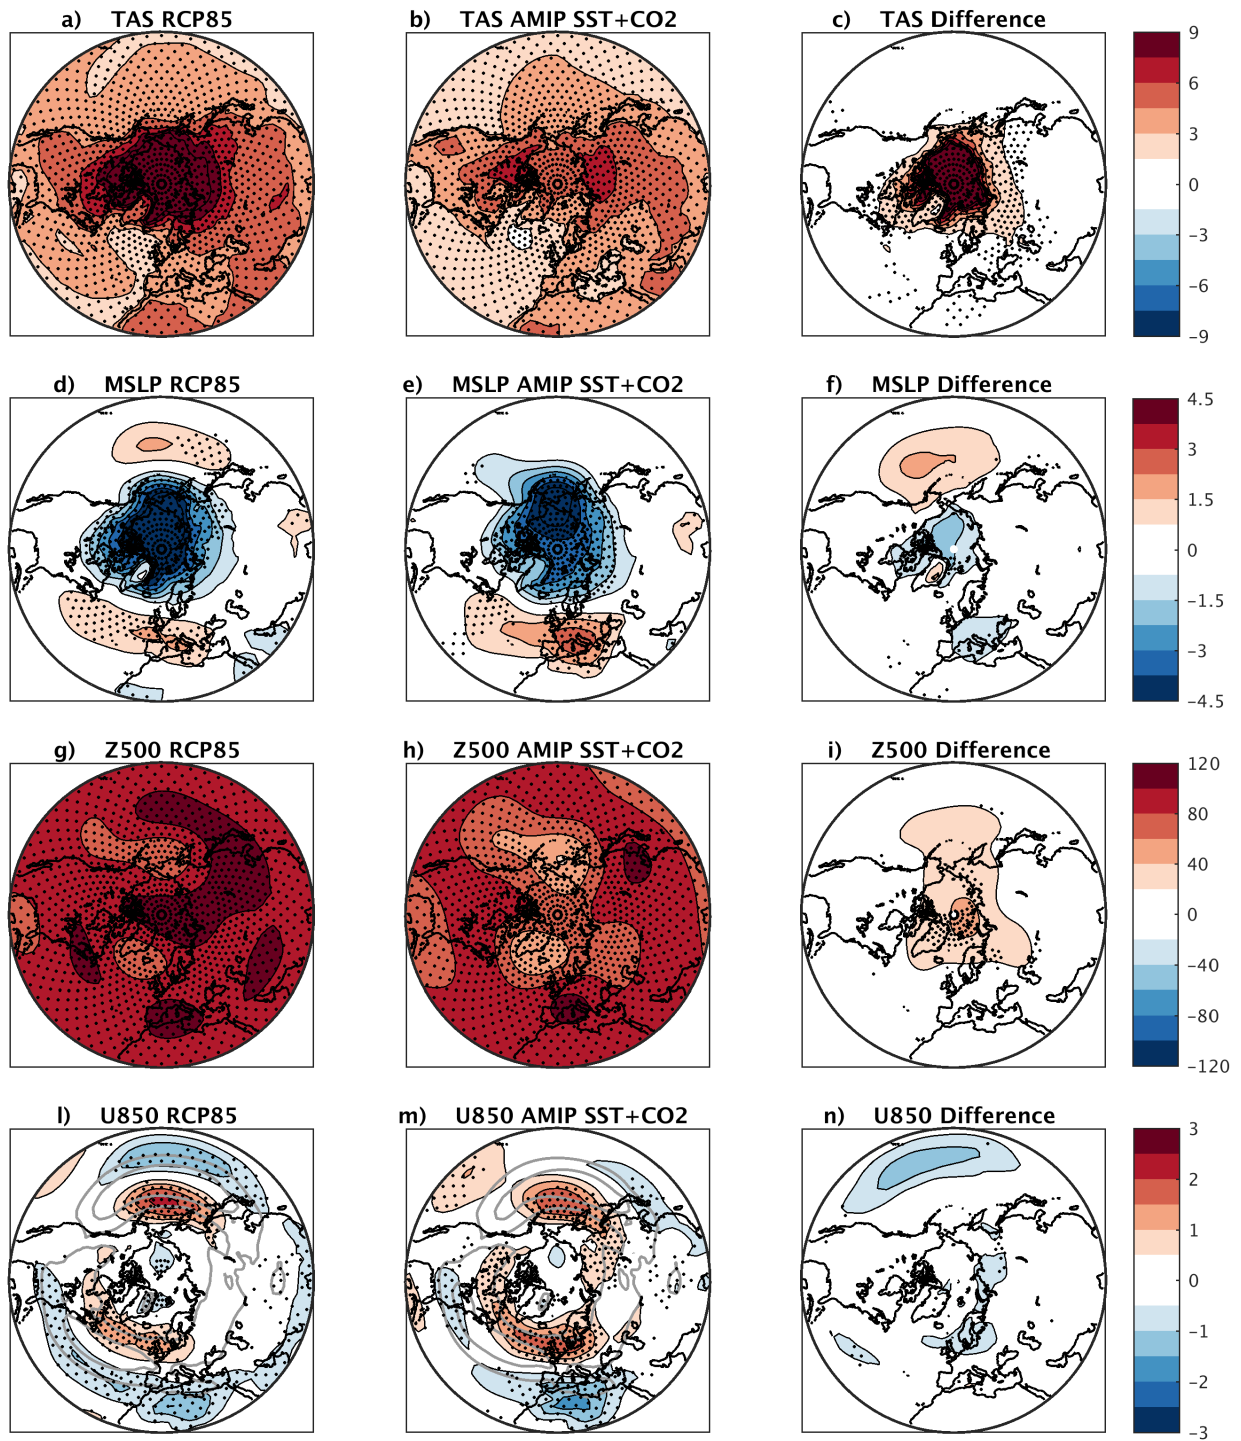 a) TAS RCP85
b) TAS AMIP SST+CO2
c) TAS Difference
9
6
3
0
−3
−6
−9
d) MSLP RCP85
e) MSLP AMIP SST+CO2
f) MSLP Difference
4.5
3
1.5
0
−1.5
−3
−4.5
g) Z500 RCP85
h) Z500 AMIP SST+CO2
i) Z500 Difference
120
80
40
0
−40
−80
−120
l) U850 RCP85
m) U850 AMIP SST+CO2
n) U850 Difference
3
2
1
0
−1
−2
−3